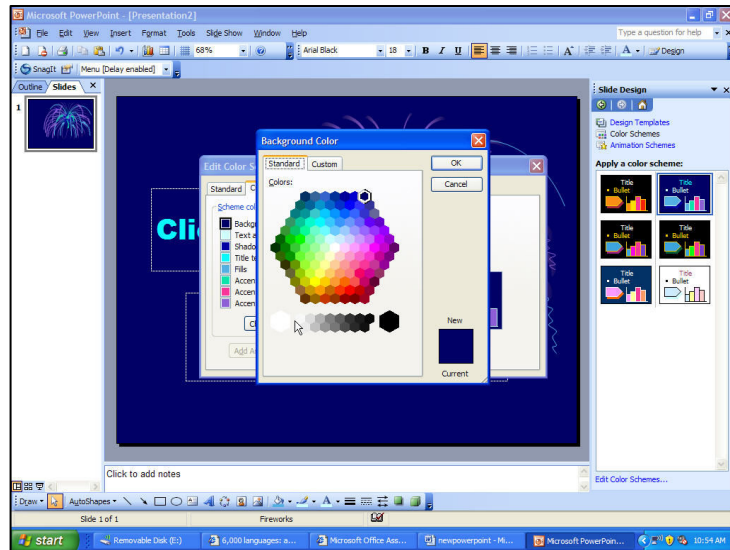 Microsoft PowerPoint - [Presentation2]
File Edit View Insert Format Tools Slide Show Window Help
Type a question for help
68%
Arial Black
18
B I U
A
A
Design
SnagIt
Menu [Delay enabled]
Outline
Slides
1
Slide Design
Design Templates
Color Schemes
Animation Schemes
Apply a color scheme:
Title
Bullet
Title
Bullet
Title
Bullet
Title
Bullet
Title
Bullet
Title
Bullet
Edit Color Schemes...
Background Color
Standard
Custom
OK
Cancel
Colors:
New
Current
Edit Color S
Standard
C
Scheme col
Backg
Text a
Shado
Title te
Fills
Accen
Accen
Accen
Add A
Cli
Click to add notes
Draw
AutoShapes
A
A
Slide 1 of 1
Fireworks
start
Removable Disk (E:)
6,000 languages: a...
Microsoft Office Ass...
newpowerpoint - Mi...
Microsoft PowerPoin...
10:54 AM